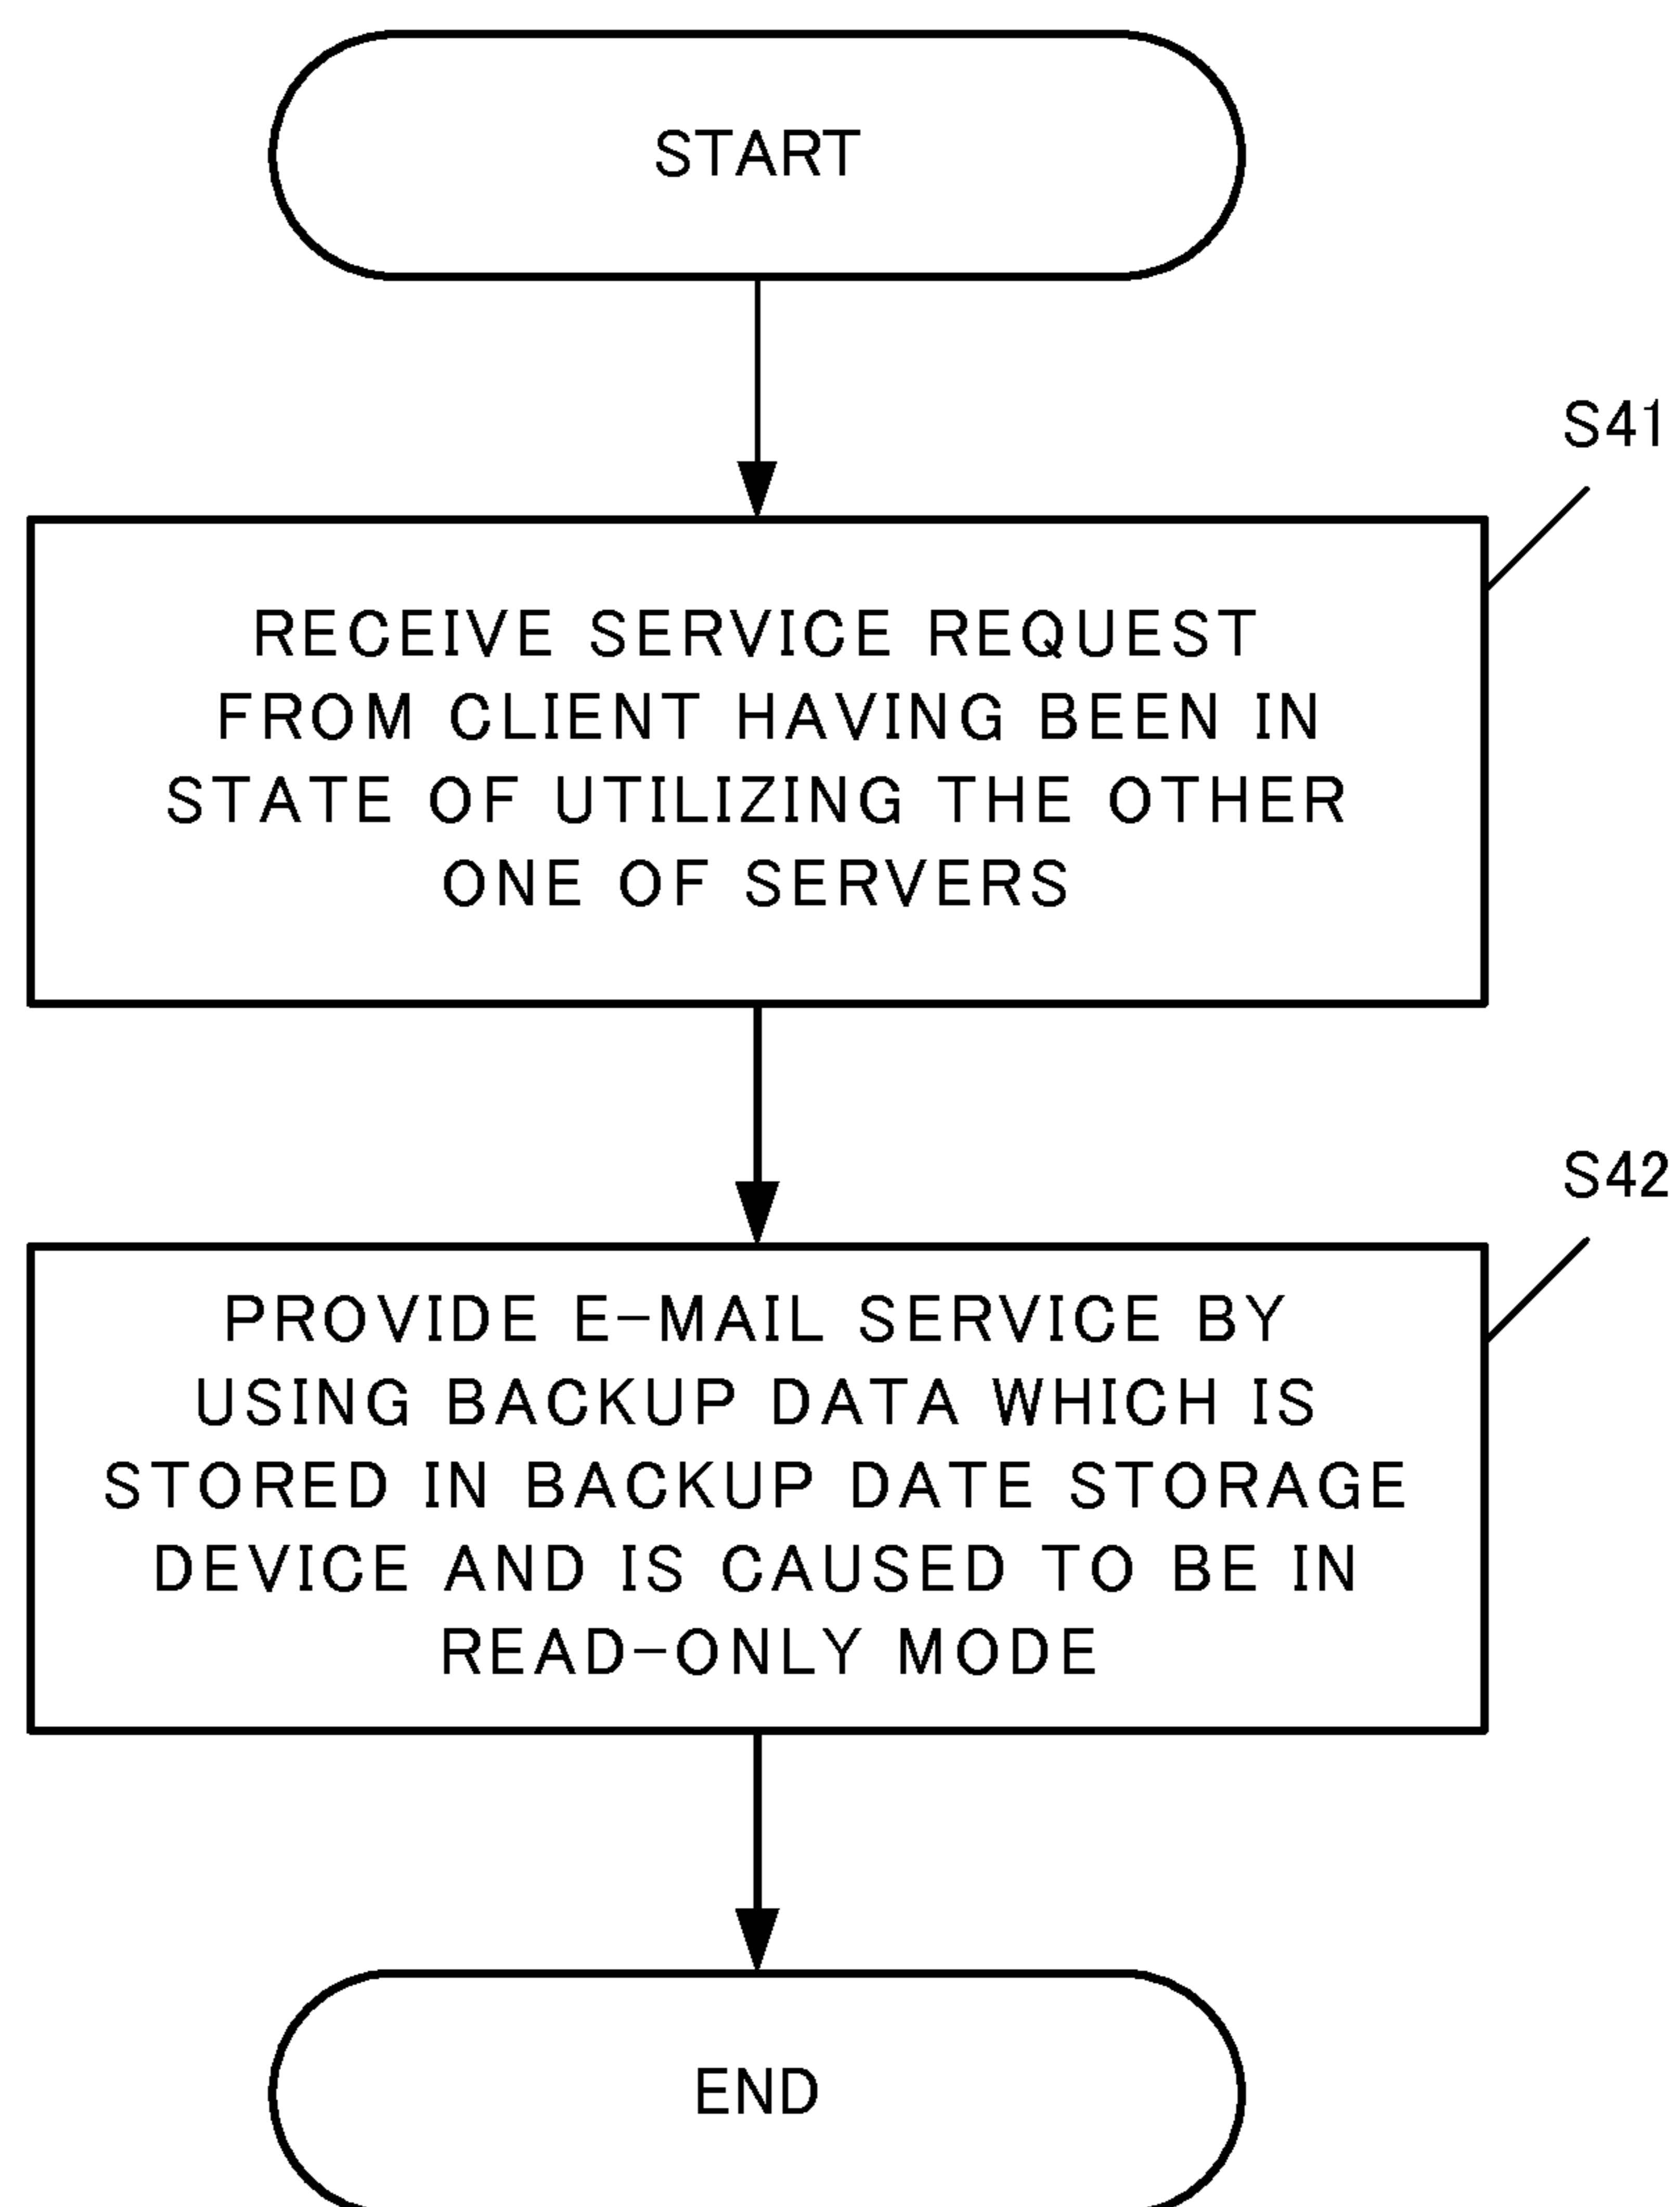 START
S41
RECEIVE SERVICE REQUEST
FROM CLIENT HAVING BEEN IN
STATE OF UTILIZING THE OTHER
ONE OF SERVERS
S42
PROVIDE E-MAIL SERVICE BY
USING BACKUP DATA WHICH IS
STORED IN BACKUP DATE STORAGE
DEVICE AND IS CAUSED TO BE IN
READ-ONLY MODE
END